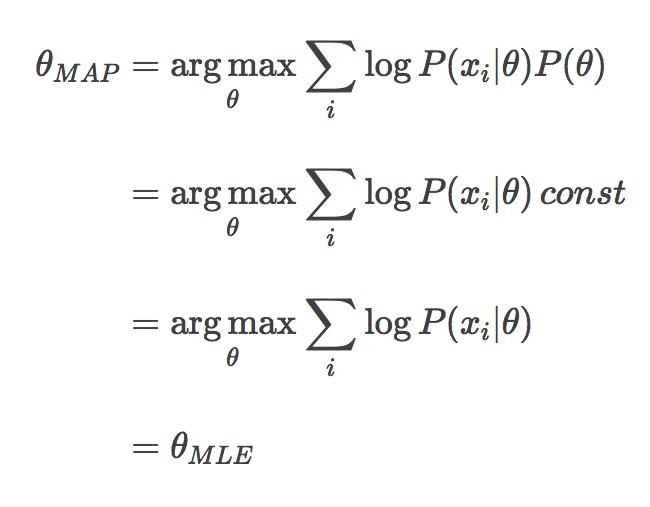 θ_MAP = arg max_θ ∑_i log P(x_i|θ)P(θ)
= arg max_θ ∑_i log P(x_i|θ) const
= arg max_θ ∑_i log P(x_i|θ)
= θ_MLE